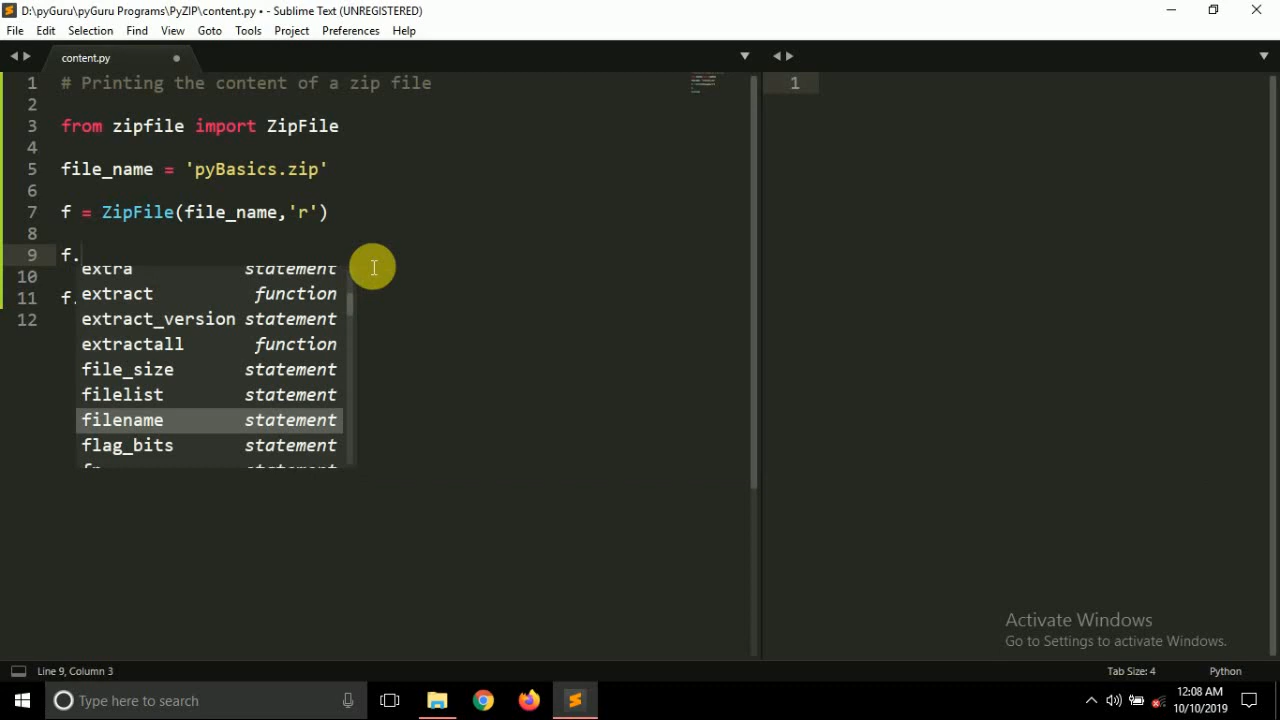 D:\pyGuru\pyGuru Programs\PyZIP\content.py • - Sublime Text (UNREGISTERED)
File Edit Selection Find View Goto Tools Project Preferences Help
content.py
1 # Printing the content of a zip file
2
3 from zipfile import ZipFile
4
5 file_name = 'pyBasics.zip'
6
7 f = ZipFile(file_name,'r')
8
9 f.
10
11 f.
12
extra statement
extract function
extract_version statement
extractall function
file_size statement
filelist statement
filename statement
flag_bits statement
1
Activate Windows
Go to Settings to activate Windows.
Line 9, Column 3
Tab Size: 4
Python
Type here to search
12:08 AM
10/10/2019